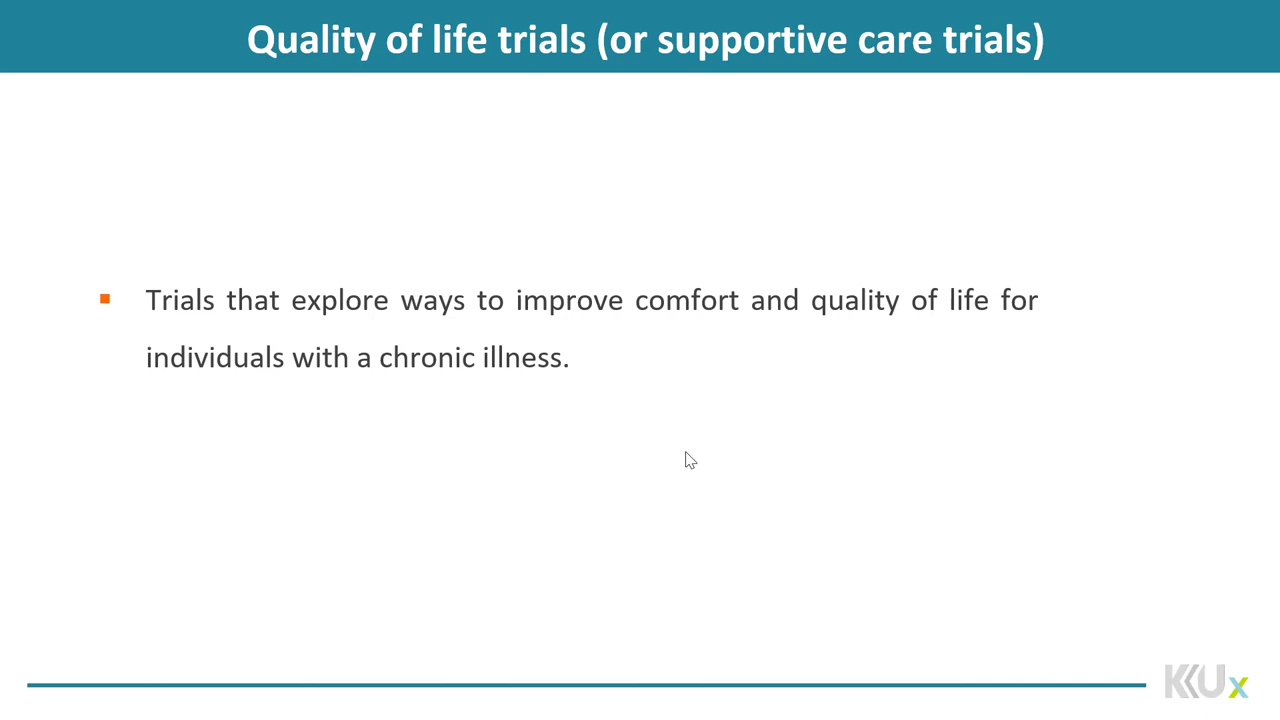 Quality of life trials (or supportive care trials)
▪ Trials that explore ways to improve comfort and quality of life for
individuals with a chronic illness.
KKUx